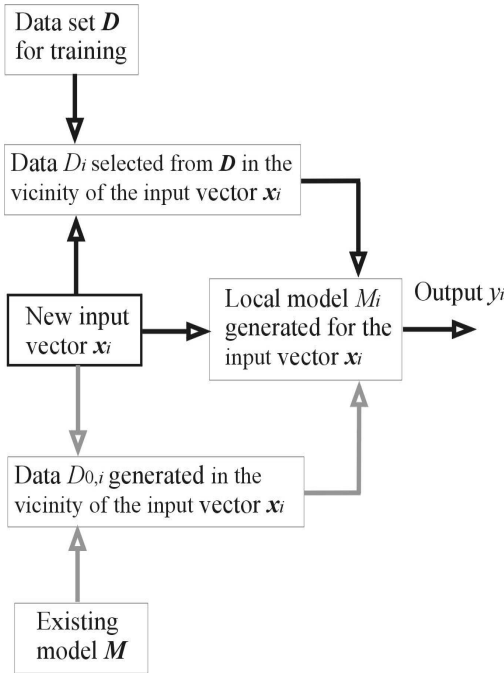 Data set D
for training
Data Di selected from D in the
vicinity of the input vector xi
New input
vector xi
Local model Mi
generated for the
input vector xi
Output yi
Data D0,i generated in the
vicinity of the input vector xi
Existing
model M